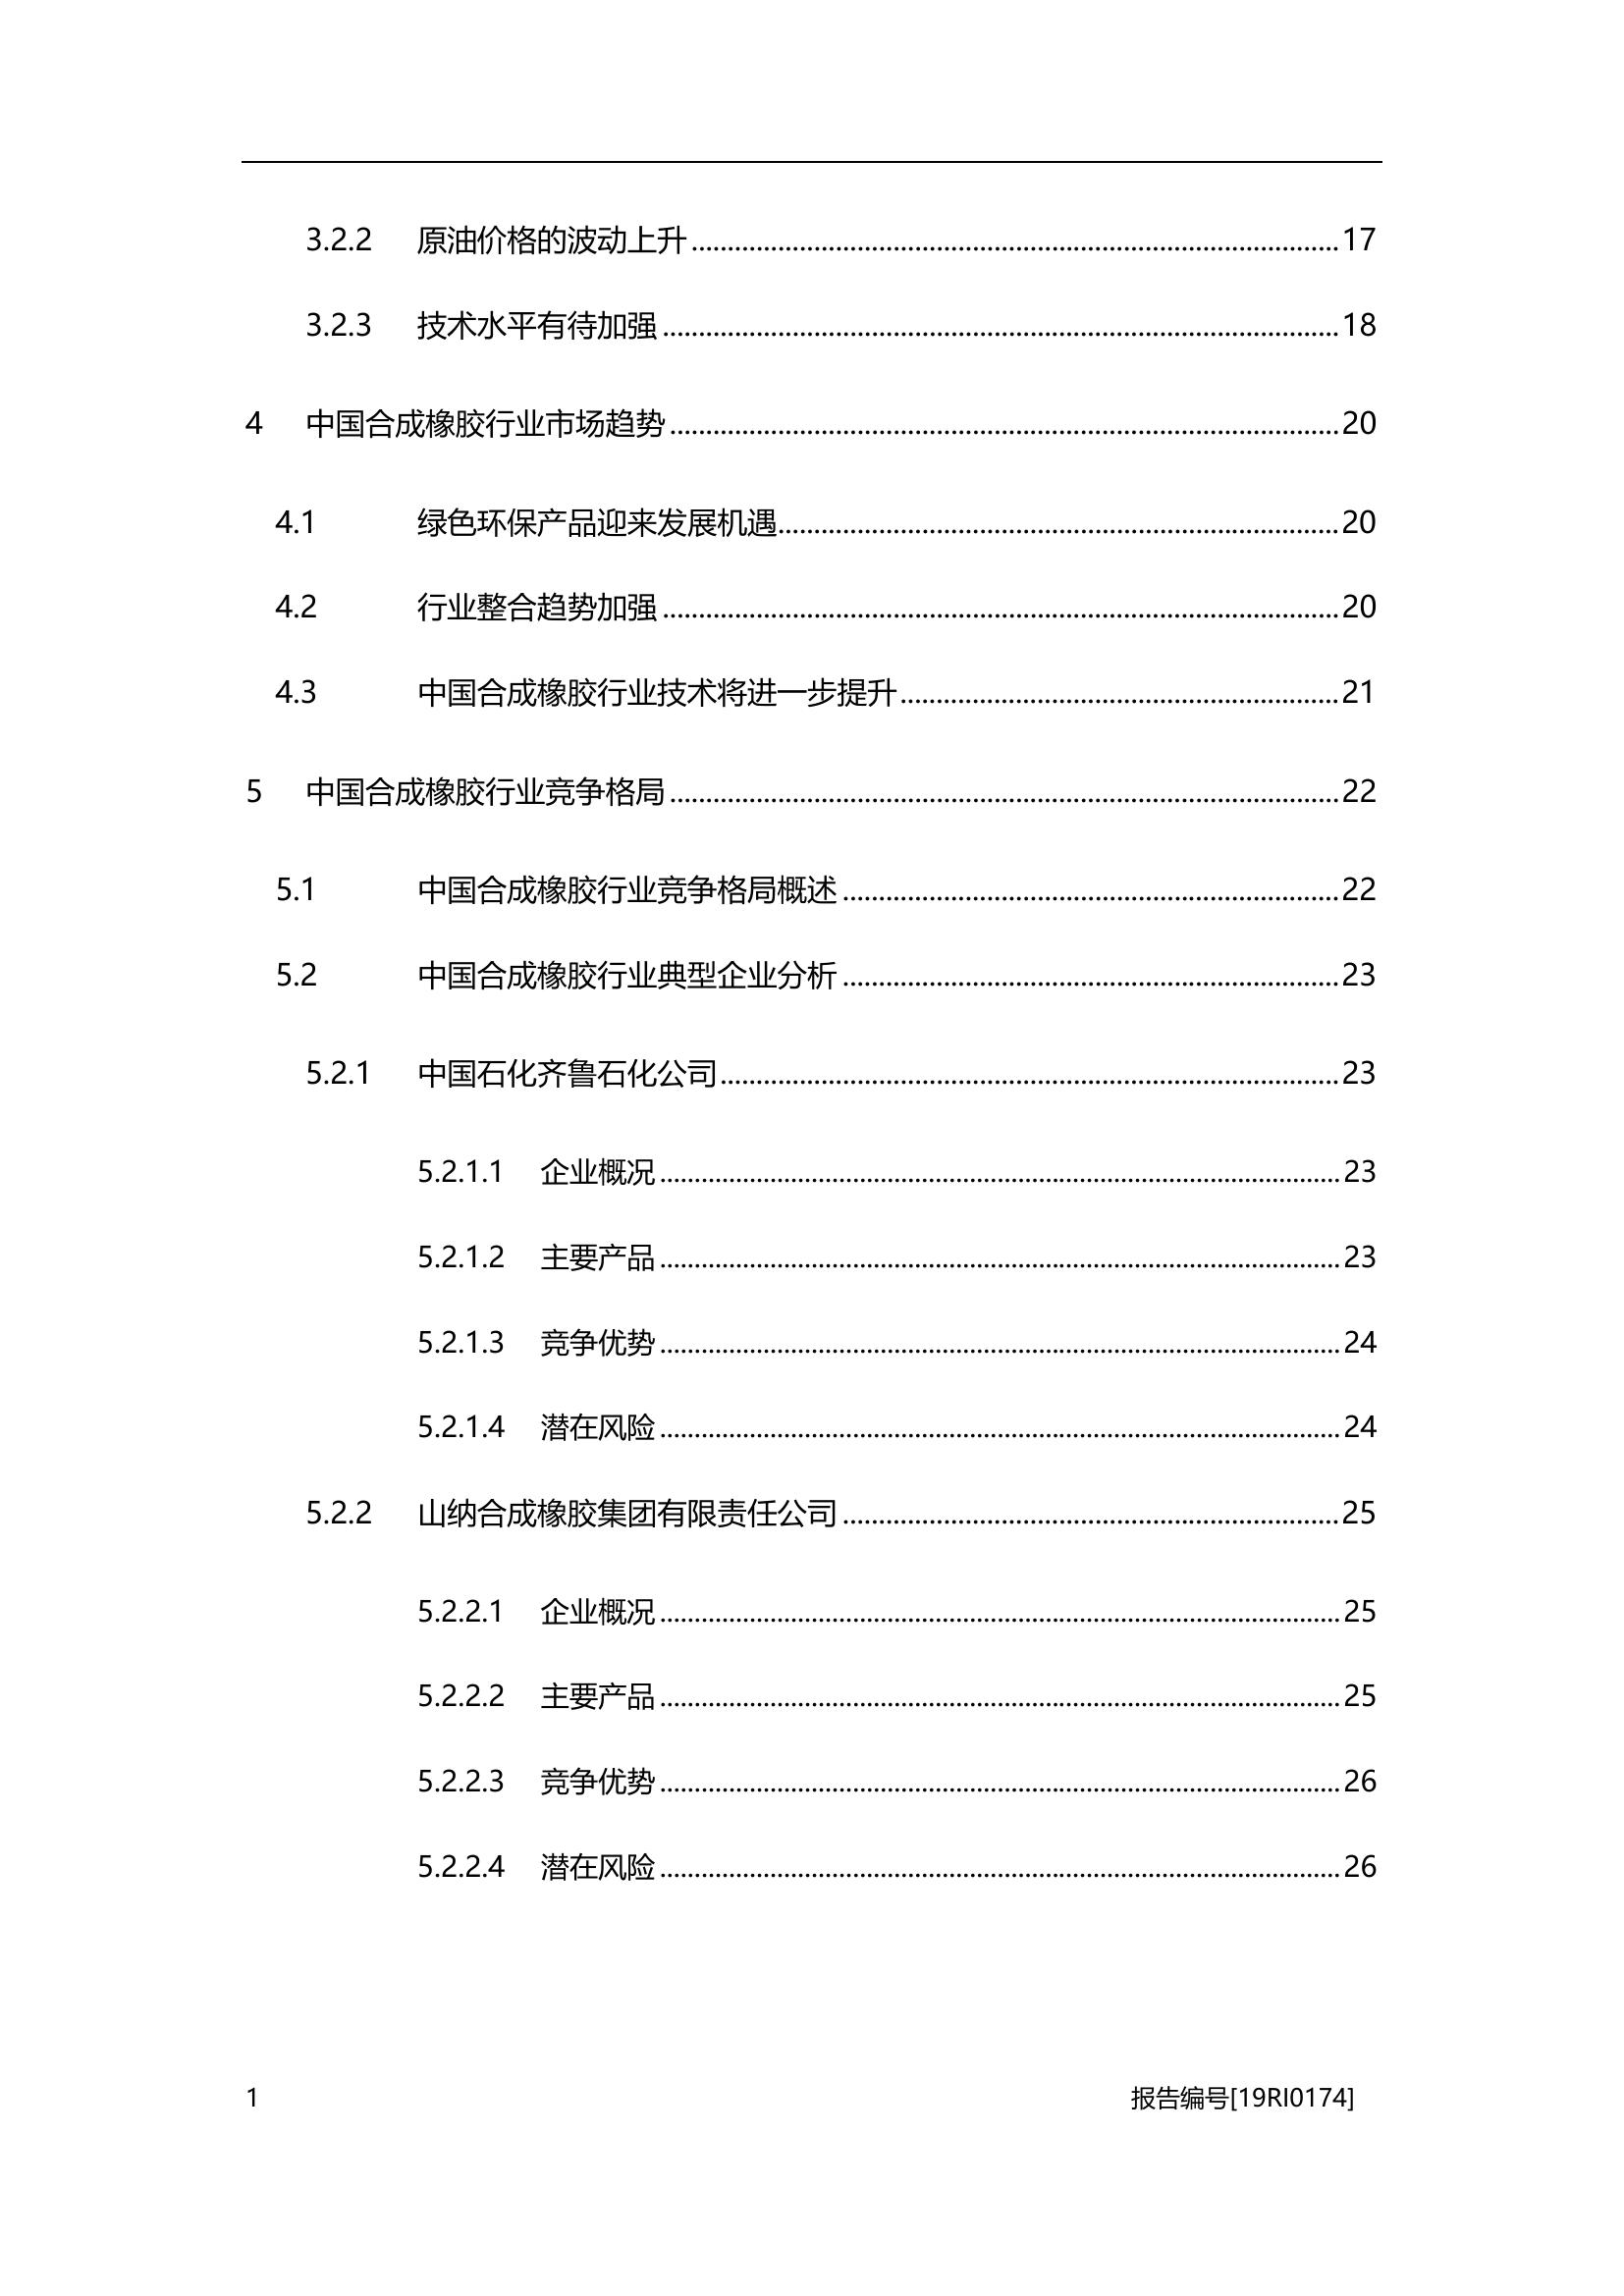 3.2.2 原油价格的波动上升 ........ 17
3.2.3 技术水平有待加强 ........ 18
4 中国合成橡胶行业市场趋势 ........ 20
4.1 绿色环保产品迎来发展机遇 ........ 20
4.2 行业整合趋势加强 ........ 20
4.3 中国合成橡胶行业技术将进一步提升 ........ 21
5 中国合成橡胶行业竞争格局 ........ 22
5.1 中国合成橡胶行业竞争格局概述 ........ 22
5.2 中国合成橡胶行业典型企业分析 ........ 23
5.2.1 中国石化齐鲁石化公司 ........ 23
5.2.1.1 企业概况 ........ 23
5.2.1.2 主要产品 ........ 23
5.2.1.3 竞争优势 ........ 24
5.2.1.4 潜在风险 ........ 24
5.2.2 山纳合成橡胶集团有限责任公司 ........ 25
5.2.2.1 企业概况 ........ 25
5.2.2.2 主要产品 ........ 25
5.2.2.3 竞争优势 ........ 26
5.2.2.4 潜在风险 ........ 26
1 报告编号[19RI0174]